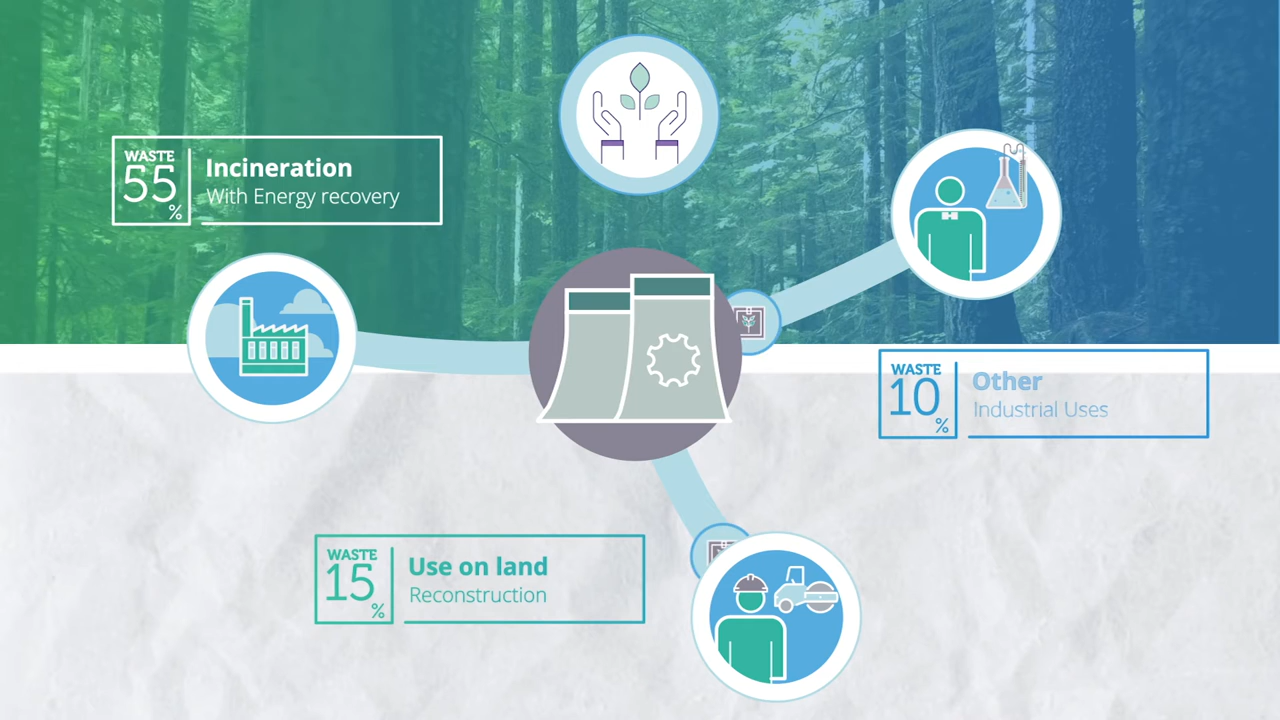 WASTE
55
%
Incineration
With Energy recovery
WASTE
10
%
Other
Industrial Uses
WASTE
15
%
Use on land
Reconstruction